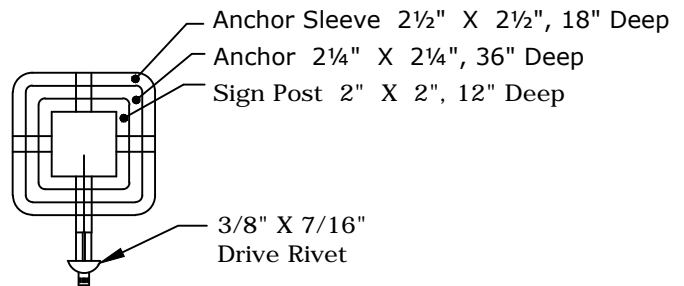 Anchor Sleeve 2½" X 2½", 18" Deep
Anchor 2¼" X 2¼", 36" Deep
Sign Post 2" X 2", 12" Deep
3/8" X 7/16"
Drive Rivet